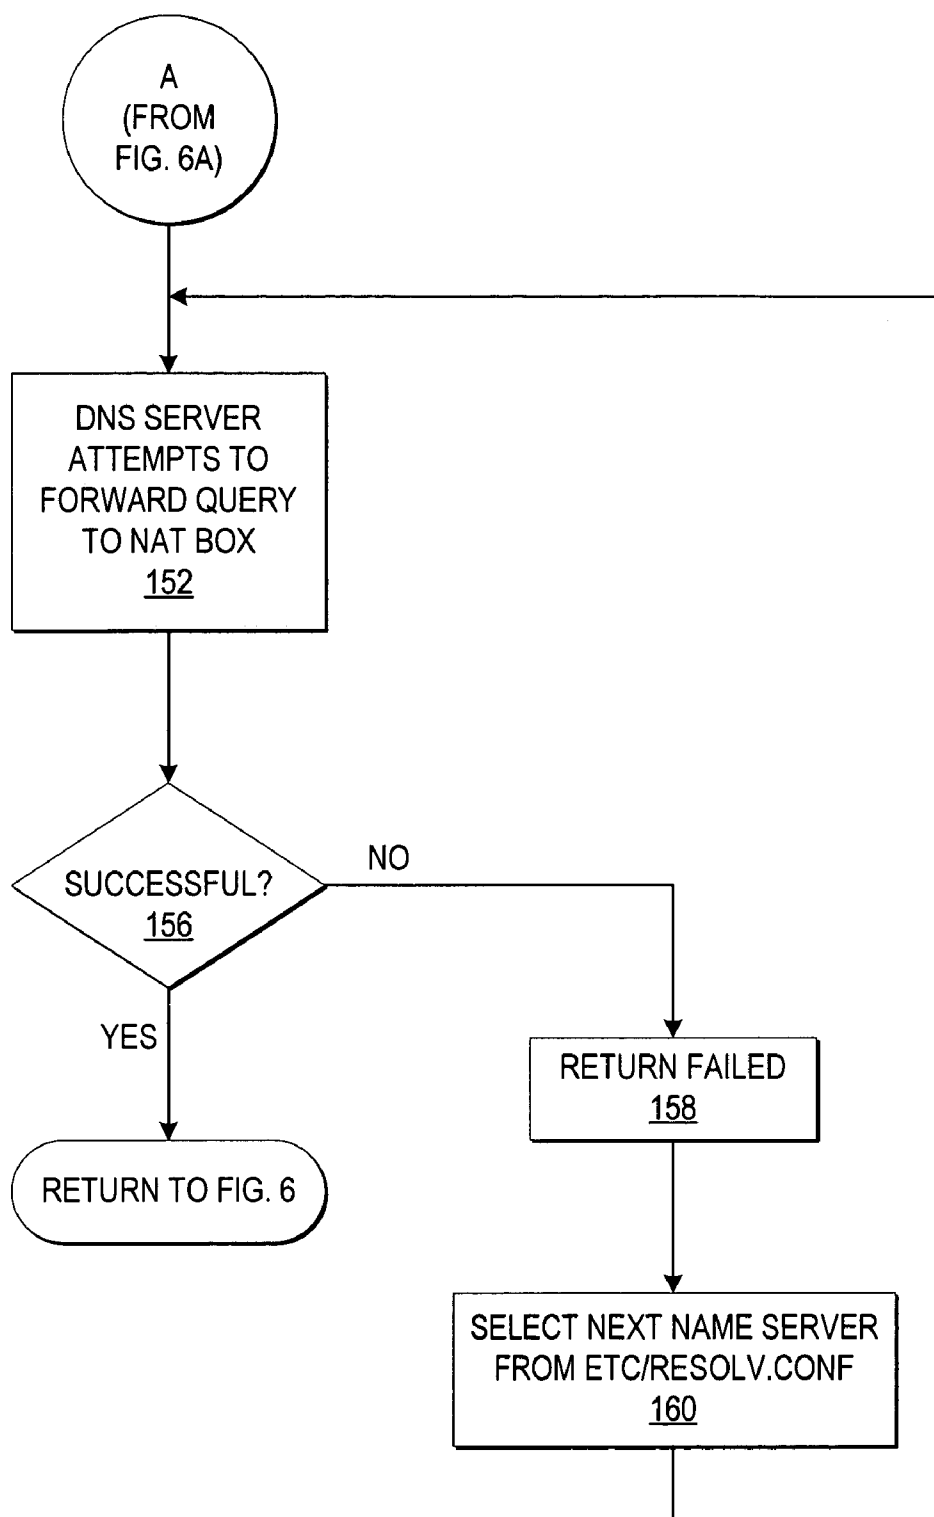 A
(FROM
FIG. 6A)
DNS SERVER
ATTEMPTS TO
FORWARD QUERY
TO NAT BOX
152
SUCCESSFUL?
156
NO
YES
RETURN FAILED
158
RETURN TO FIG. 6
SELECT NEXT NAME SERVER
FROM ETC/RESOLV.CONF
160